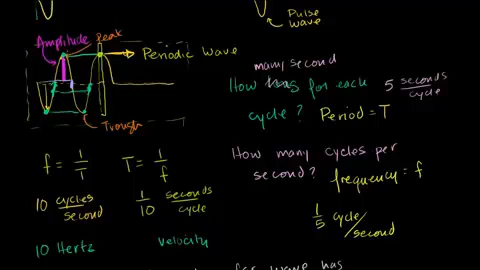 Pulse
wave
Amplitude Peak
Periodic Wave
Trough
many second
How for each 5 seconds/cycle
cycle? Period = T
f = 1/T T = 1/f
How many cycles per
second? frequency = f
10 cycles/second 1/10 seconds/cycle
1/5 cycle/second
10 Hertz velocity
for wave has